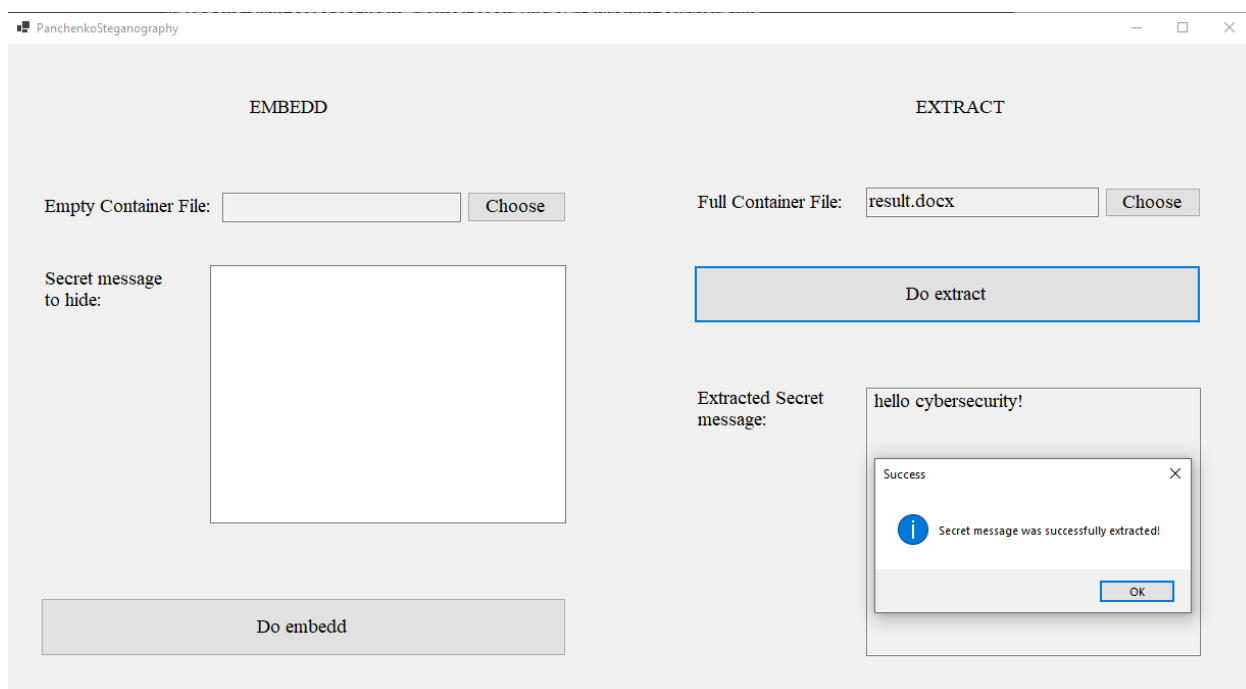 PanchenkoSteganography
EMBEDD
Empty Container File:
Choose
Secret message
to hide:
Do embedd
EXTRACT
Full Container File:
result.docx
Choose
Do extract
Extracted Secret
message:
hello cybersecurity!
Success
Secret message was successfully extracted!
OK